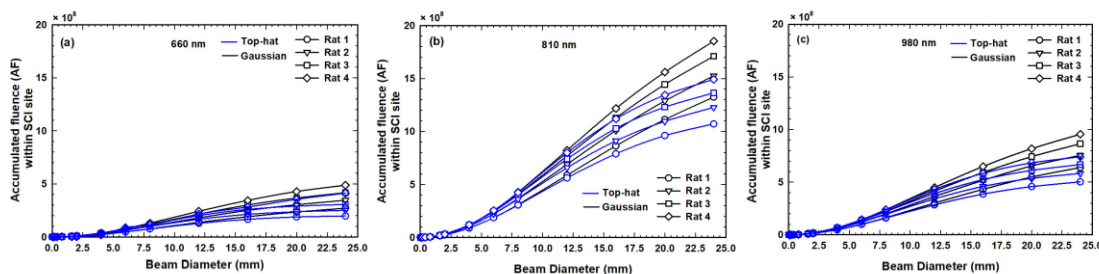 × 10⁸
20
15
10
5
0
(a)
660 nm
Top-hat
Gaussian
Rat 1
Rat 2
Rat 3
Rat 4
Accumulated fluence (AF)
within SCI site
0.0 2.5 5.0 7.5 10.0 12.5 15.0 17.5 20.0 22.5 25.0
Beam Diameter (mm)
× 10⁸
20
15
10
5
0
(b)
810 nm
Rat 1
Top-hat
Rat 2
Gaussian
Rat 3
Rat 4
Accumulated fluence (AF)
within SCI site
0.0 2.5 5.0 7.5 10.0 12.5 15.0 17.5 20.0 22.5 25.0
Beam Diameter (mm)
× 10⁸
20
15
10
5
0
(c)
980 nm
Top-hat
Gaussian
Rat 1
Rat 2
Rat 3
Rat 4
Accumulated fluence (AF)
within SCI site
0.0 2.5 5.0 7.5 10.0 12.5 15.0 17.5 20.0 22.5 25.0
Beam Diameter (mm)